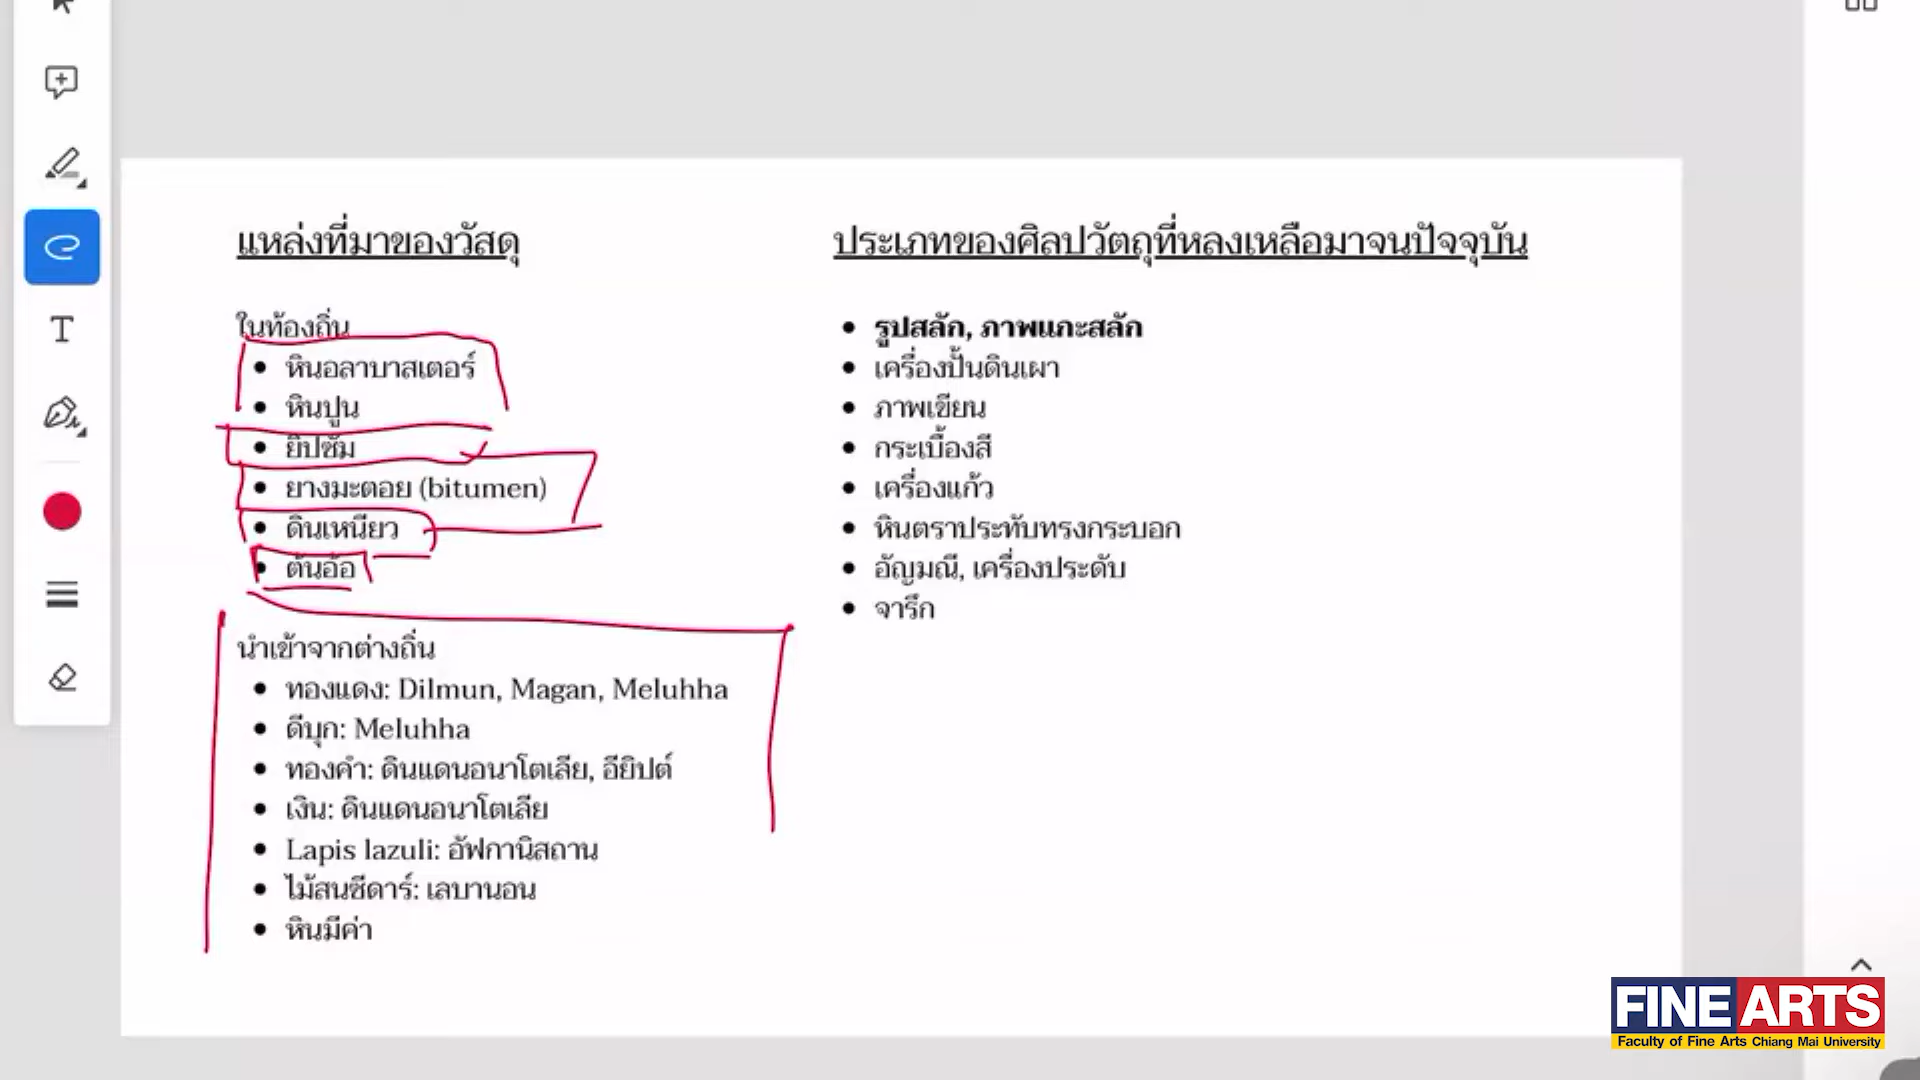 แหล่งที่มาของวัสดุ
ในท้องถิ่น
• หินอลาบาสเตอร์
• หินปูน
• ยิปซัม
• ยางมะตอย (bitumen)
• ดินเหนียว
• ต้นอ้อ
นำเข้าจากต่างถิ่น
• ทองแดง: Dilmun, Magan, Meluhha
• ดีบุก: Meluhha
• ทองคำ: ดินแดนอนาโตเลีย, อียิปต์
• เงิน: ดินแดนอนาโตเลีย
• Lapis lazuli: อัฟกานิสถาน
• ไม้สนซีดาร์: เลบานอน
• หินมีค่า
ประเภทของศิลปวัตถุที่หลงเหลือมาจนปัจจุบัน
• รูปสลัก, ภาพแกะสลัก
• เครื่องปั้นดินเผา
• ภาพเขียน
• กระเบื้องสี
• เครื่องแก้ว
• หินตราประทับทรงกระบอก
• อัญมณี, เครื่องประดับ
• จารึก
FINE ARTS
Faculty of Fine Arts Chiang Mai University